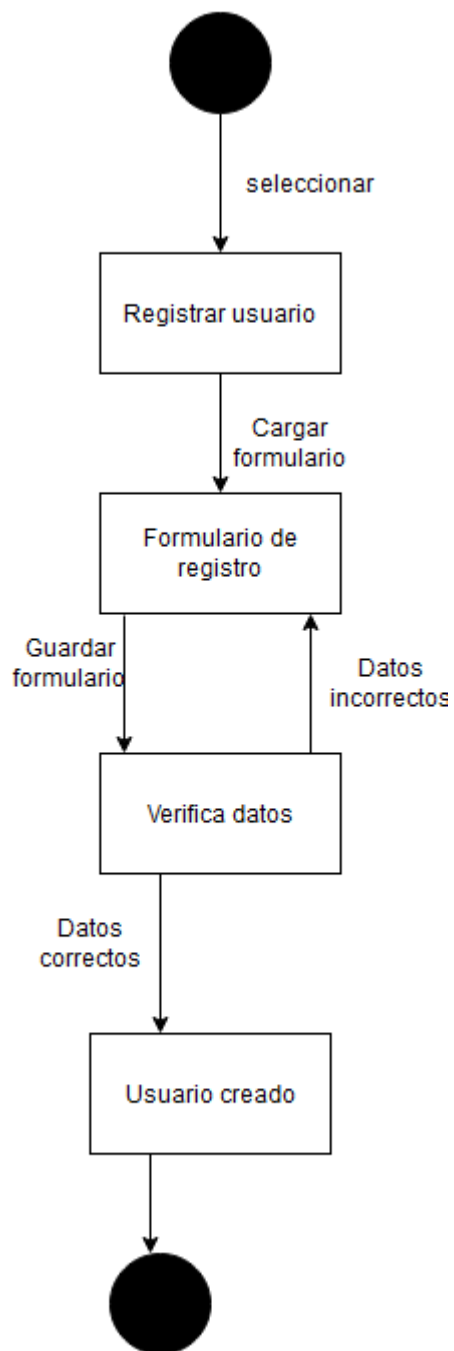 seleccionar
Registrar usuario
Cargar
formulario
Formulario de
registro
Guardar
formulario
Datos
incorrectos
Verifica datos
Datos
correctos
Usuario creado